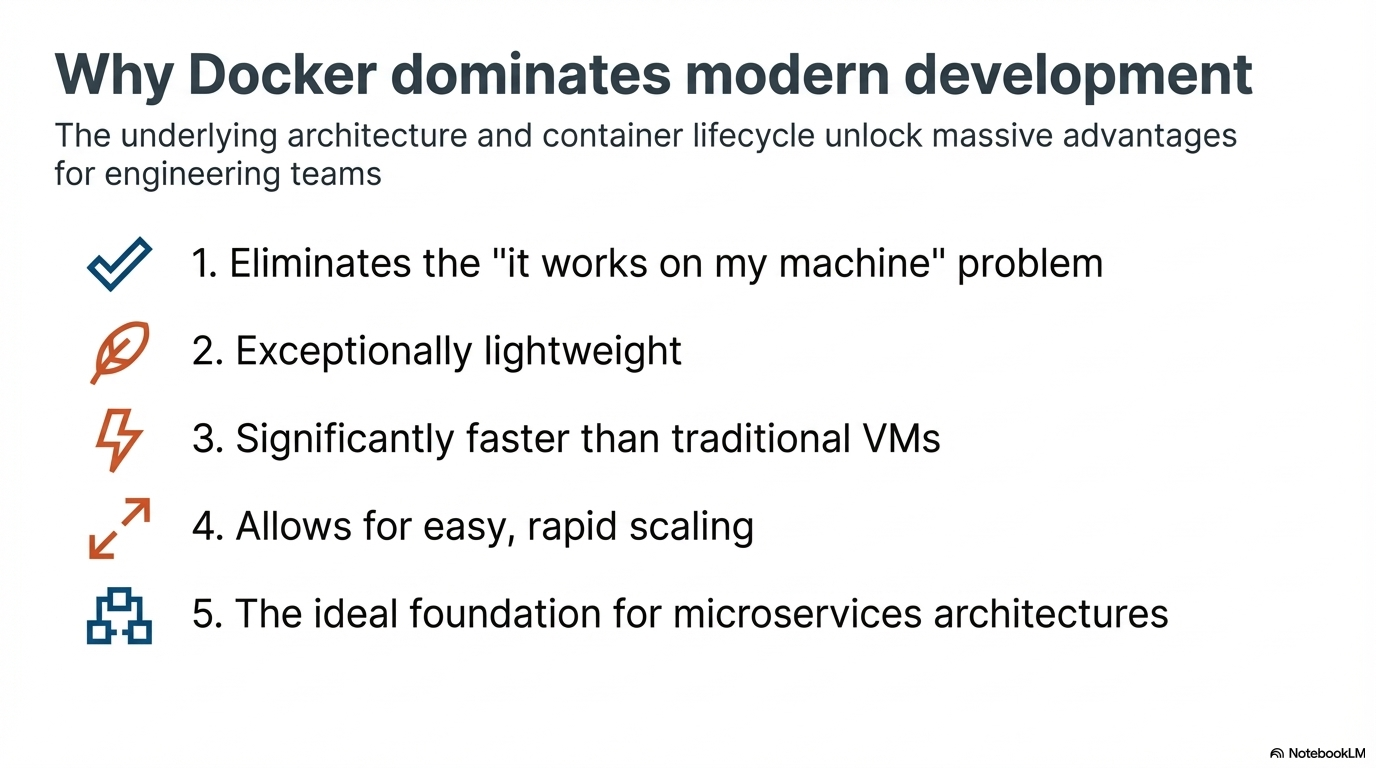 Why Docker dominates modern development
The underlying architecture and container lifecycle unlock massive advantages
for engineering teams
1. Eliminates the "it works on my machine" problem
2. Exceptionally lightweight
3. Significantly faster than traditional VMs
4. Allows for easy, rapid scaling
5. The ideal foundation for microservices architectures
NotebookLM